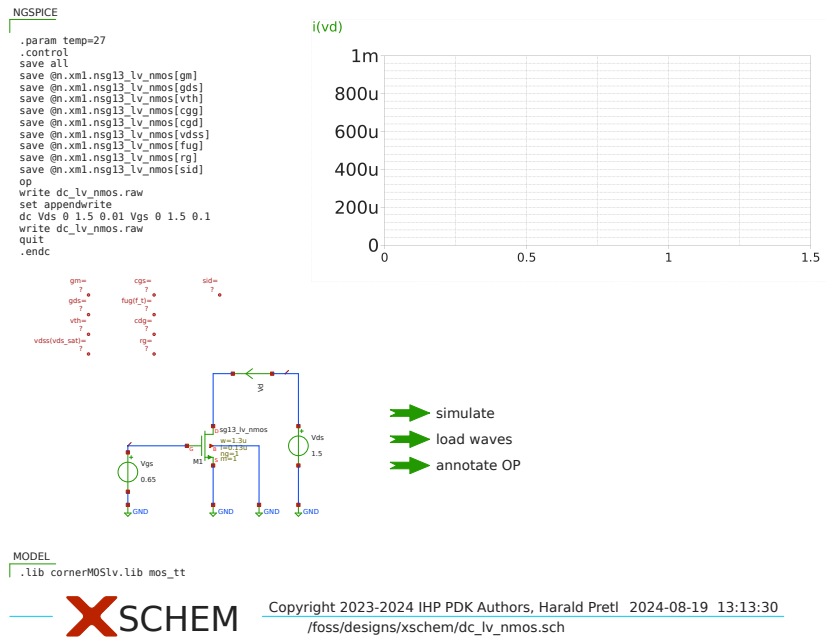 NGSPICE
.param temp=27
.control
save all
save @n.xm1.nsg13_lv_nmos[gm]
save @n.xm1.nsg13_lv_nmos[gds]
save @n.xm1.nsg13_lv_nmos[vth]
save @n.xm1.nsg13_lv_nmos[cgg]
save @n.xm1.nsg13_lv_nmos[cgd]
save @n.xm1.nsg13_lv_nmos[vdss]
save @n.xm1.nsg13_lv_nmos[fug]
save @n.xm1.nsg13_lv_nmos[rg]
save @n.xm1.nsg13_lv_nmos[sid]
op
write dc_lv_nmos.raw
set appendwrite
dc Vds 0 1.5 0.01 Vgs 0 1.5 0.1
write dc_lv_nmos.raw
quit
.endc
i(vd)
1m
800u
600u
400u
200u
0
0 0.5 1 1.5
gm= cgs= sid=
? ? ?
gds= fug(f_t)=
? ?
vth= cdg=
? ?
vdss(vds_sat)= rg=
? ?
Vd
D sg13_lv_nmos
w=1.3u
G B l=0.13u
ng=1
M1 S m=1
Vgs
0.65
Vds
1.5
GND GND GND GND
simulate
load waves
annotate OP
MODEL
.lib cornerMOSlv.lib mos_tt
XSCHEM
Copyright 2023-2024 IHP PDK Authors, Harald Pretl 2024-08-19 13:13:30
/foss/designs/xschem/dc_lv_nmos.sch